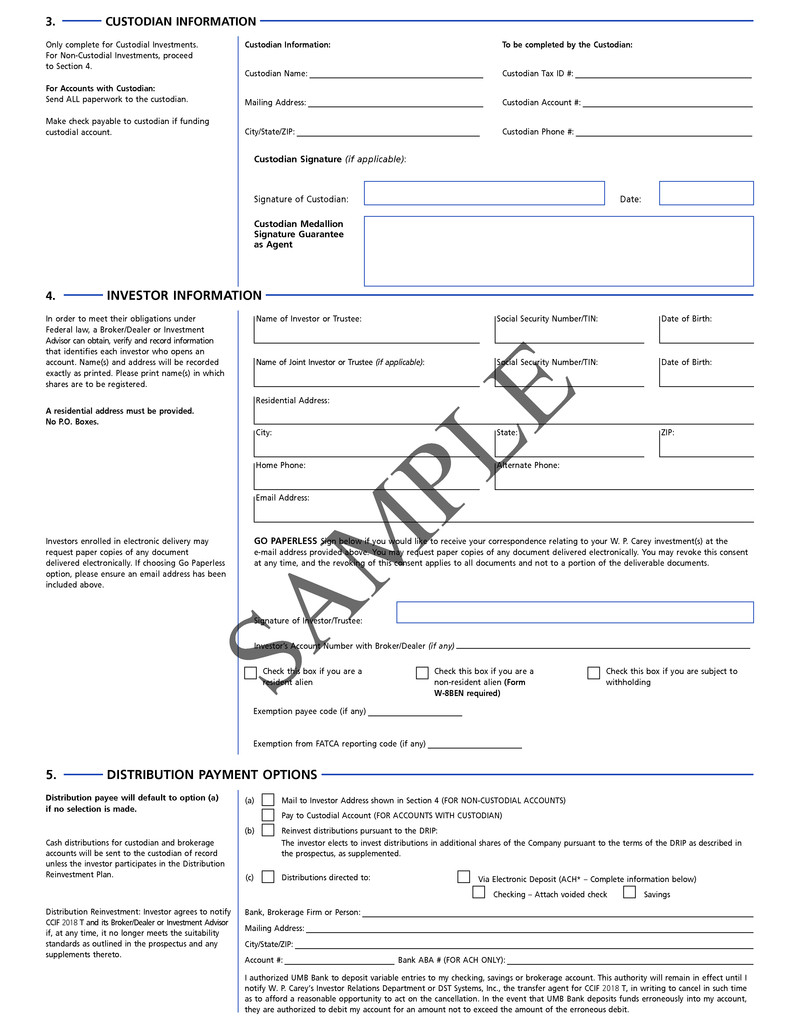 3. CUSTODIAN INFORMATION
Only complete for Custodial Investments.
For Non-Custodial Investments, proceed
to Section 4.
For Accounts with Custodian:
Send ALL paperwork to the custodian.
Make check payable to custodian if funding
custodial account.
Custodian Information:
To be completed by the Custodian:
Custodian Name:
Custodian Tax ID #:
Mailing Address:
Custodian Account #:
City/State/ZIP:
Custodian Phone #:
Custodian Signature (if applicable):
Signature of Custodian:
Date:
Custodian Medallion
Signature Guarantee
as Agent
4. INVESTOR INFORMATION
In order to meet their obligations under
Federal law, a Broker/Dealer or Investment
Advisor can obtain, verify and record information
that identifies each investor who opens an
account. Name(s) and address will be recorded
exactly as printed. Please print name(s) in which
shares are to be registered.
A residential address must be provided.
No P.O. Boxes.
Name of Investor or Trustee:
Social Security Number/TIN:
Date of Birth:
Name of Joint Investor or Trustee (if applicable):
Social Security Number/TIN:
Date of Birth:
Residential Address:
City:
State:
ZIP:
Home Phone:
Alternate Phone:
Email Address:
SAMPLE
Investors enrolled in electronic delivery may
request paper copies of any document
delivered electronically. If choosing Go Paperless
option, please ensure an email address has been
included above.
GO PAPERLESS Sign below if you would like to receive your correspondence relating to your W. P. Carey investment(s) at the
e-mail address provided above. You may request paper copies of any document delivered electronically. You may revoke this consent
at any time, and the revoking of this consent applies to all documents and not to a portion of the deliverable documents.
Signature of Investor/Trustee:
Investor's Account Number with Broker/Dealer (if any)
Check this box if you are a
resident alien
Check this box if you are a
non-resident alien (Form
W-8BEN required)
Check this box if you are subject to
withholding
Exemption payee code (if any)
Exemption from FATCA reporting code (if any)
5. DISTRIBUTION PAYMENT OPTIONS
Distribution payee will default to option (a)
if no selection is made.
Cash distributions for custodian and brokerage
accounts will be sent to the custodian of record
unless the investor participates in the Distribution
Reinvestment Plan.
Distribution Reinvestment: Investor agrees to notify
CCIF 2018 T and its Broker/Dealer or Investment Advisor
if, at any time, it no longer meets the suitability
standards as outlined in the prospectus and any
supplements thereto.
(a) Mail to Investor Address shown in Section 4 (FOR NON-CUSTODIAL ACCOUNTS)
Pay to Custodial Account (FOR ACCOUNTS WITH CUSTODIAN)
(b) Reinvest distributions pursuant to the DRIP:
The investor elects to invest distributions in additional shares of the Company pursuant to the terms of the DRIP as described in
the prospectus, as supplemented.
(c) Distributions directed to:
Via Electronic Deposit (ACH* – Complete information below)
Checking – Attach voided check
Savings
Bank, Brokerage Firm or Person:
Mailing Address:
City/State/ZIP:
Account #:
Bank ABA # (FOR ACH ONLY):
I authorized UMB Bank to deposit variable entries to my checking, savings or brokerage account. This authority will remain in effect until I
notify W. P. Carey's Investor Relations Department or DST Systems, Inc., the transfer agent for CCIF 2018 T, in writing to cancel in such time
as to afford a reasonable opportunity to act on the cancellation. In the event that UMB Bank deposits funds erroneously into my account,
they are authorized to debit my account for an amount not to exceed the amount of the erroneous debit.